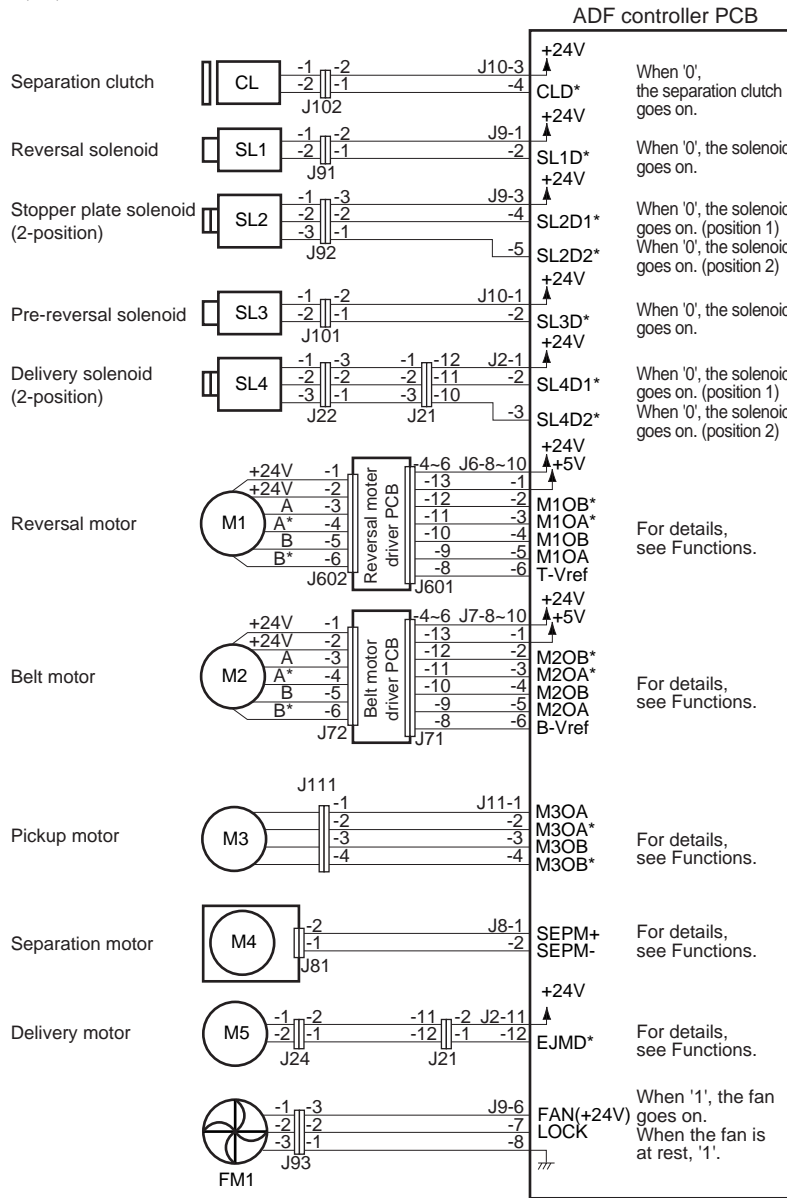 ADF controller PCB
Separation clutch
CL
-1 -2 J10-3 +24V
-2 -1 -4 CLD*
J102
When '0',
the separation clutch
goes on.
Reversal solenoid
SL1
-1 -2 J9-1 +24V
-2 -1 -2 SL1D*
J91
When '0', the solenoid
goes on.
Stopper plate solenoid
(2-position)
SL2
-1 -3 J9-3 +24V
-2 -2 -4 SL2D1*
-3 -1 -5 SL2D2*
J92
When '0', the solenoid
goes on. (position 1)
When '0', the solenoid
goes on. (position 2)
Pre-reversal solenoid
SL3
-1 -2 J10-1 +24V
-2 -1 -2 SL3D*
J101
When '0', the solenoid
goes on.
Delivery solenoid
(2-position)
SL4
-1 -3 -1 -12 J2-1 +24V
-2 -2 -2 -11 -2 SL4D1*
-3 -1 -3 -10 -3 SL4D2*
J22 J21
When '0', the solenoid
goes on. (position 1)
When '0', the solenoid
goes on. (position 2)
Reversal motor
M1
+24V -1
+24V -2
A -3
A* -4
B -5
B* -6
J602
Reversal moter
driver PCB
J601
-4~6 J6-8~10 +24V
-13 -1 +5V
-12 -2 M1OB*
-11 -3 M1OA*
-10 -4 M1OB
-9 -5 M1OA
-8 -6 T-Vref
For details,
see Functions.
Belt motor
M2
+24V -1
+24V -2
A -3
A* -4
B -5
B* -6
J72
Belt motor
driver PCB
J71
-4~6 J7-8~10 +24V
-13 -1 +5V
-12 -2 M2OB*
-11 -3 M2OA*
-10 -4 M2OB
-9 -5 M2OA
-8 -6 B-Vref
For details,
see Functions.
Pickup motor
M3
J111
-1 J11-1 M3OA
-2 -2 M3OA*
-3 -3 M3OB
-4 -4 M3OB*
For details,
see Functions.
Separation motor
M4
-2 J8-1 SEPM+
-1 -2 SEPM-
J81
For details,
see Functions.
Delivery motor
M5
-1 -2 -11 -2 J2-11 +24V
-2 -1 -12 -1 -12 EJMD*
J24 J21
For details,
see Functions.
FM1
-1 -3 J9-6 FAN(+24V)
-2 -2 -7 LOCK
-3 -1 -8
J93
When '1', the fan
goes on.
When the fan is
at rest, '1'.